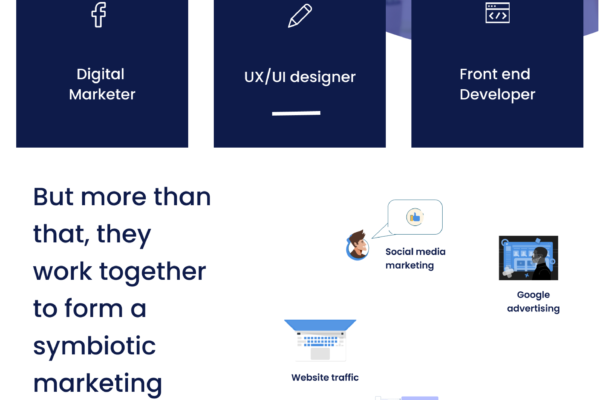 Digital
Marketer
UX/UI designer
Front end
Developer
But more than
that, they
work together
to form a
symbiotic
marketing
Social media
marketing
Google
advertising
Website traffic